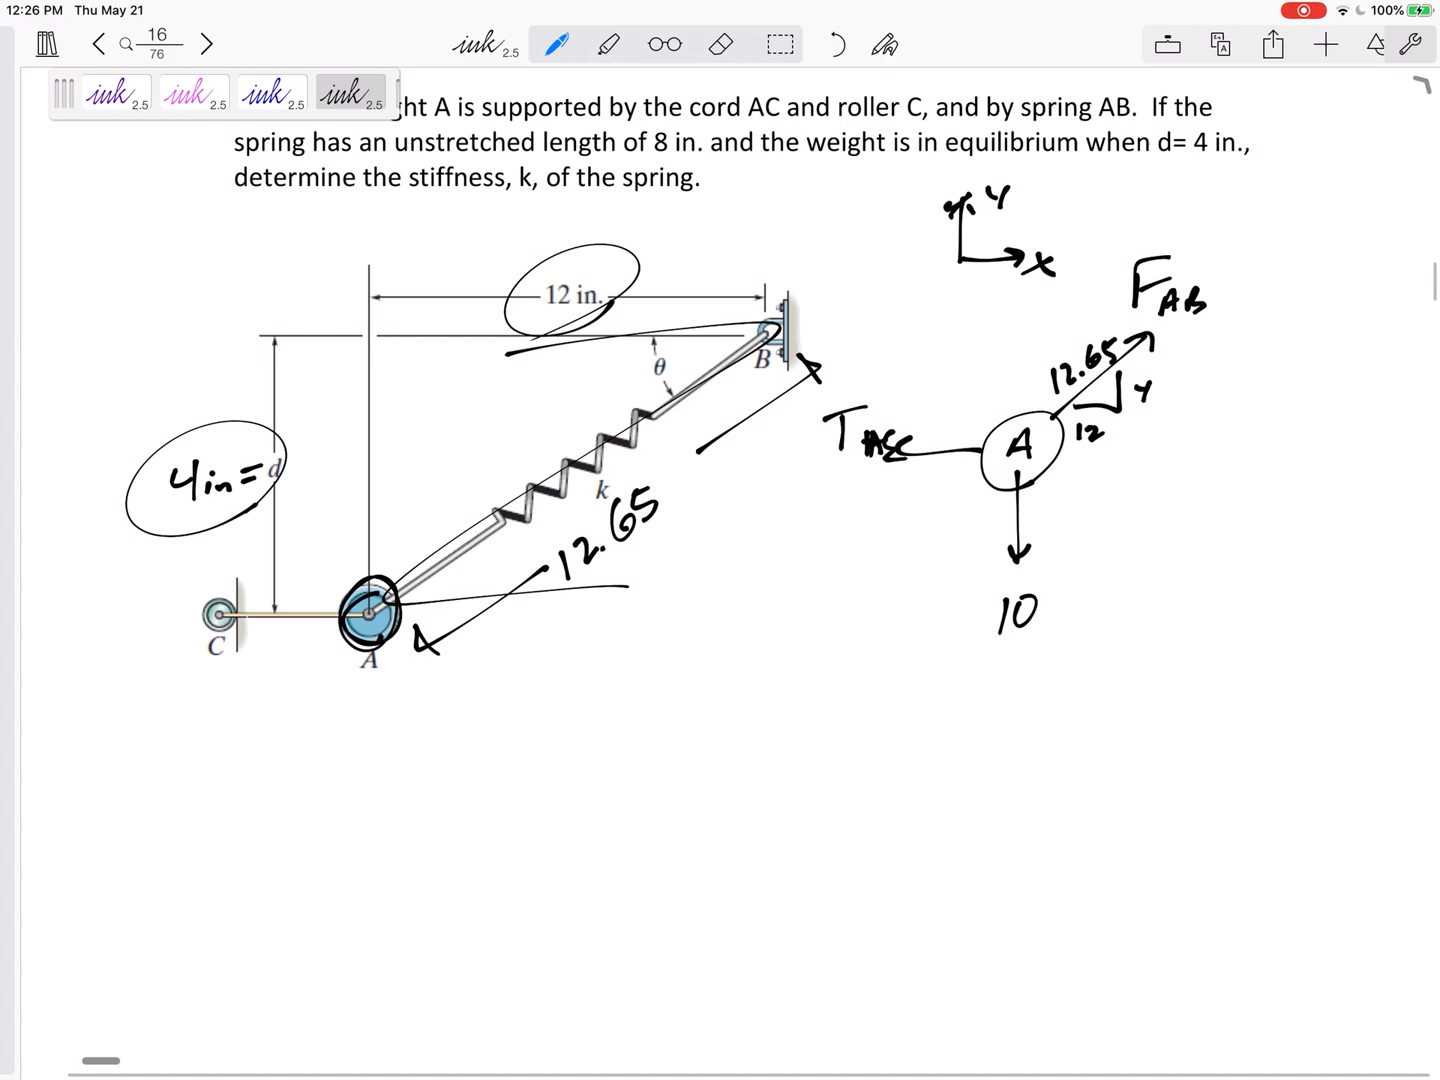 12:26 PM Thu May 21
100%
16
76
ink 2.5
ink 2.5 ink 2.5 ink 2.5 ink 2.5
ght A is supported by the cord AC and roller C, and by spring AB. If the
spring has an unstretched length of 8 in. and the weight is in equilibrium when d= 4 in.,
determine the stiffness, k, of the spring.
y
x
12 in.
B
θ
k
4in= d
12.65
C
A
FAB
12.65
4
12
A
10